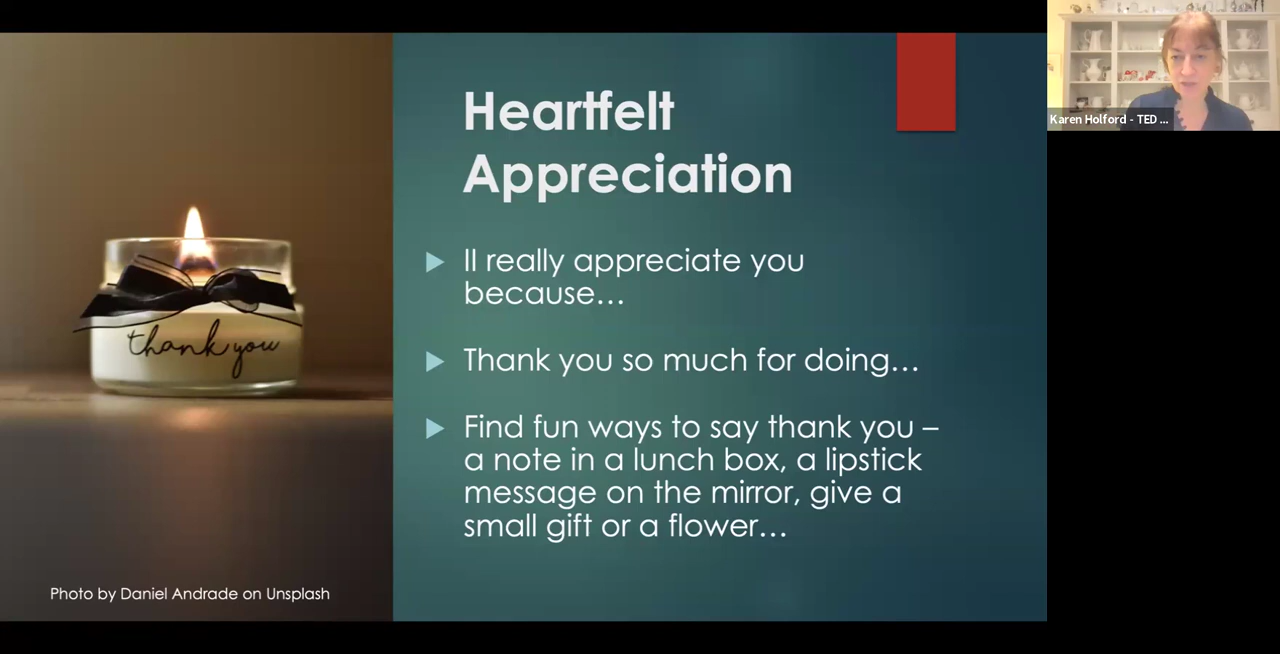 Heartfelt
Appreciation
II really appreciate you
because…
Thank you so much for doing…
Find fun ways to say thank you –
a note in a lunch box, a lipstick
message on the mirror, give a
small gift or a flower…
thank you
Photo by Daniel Andrade on Unsplash
Karen Holford - TED ...